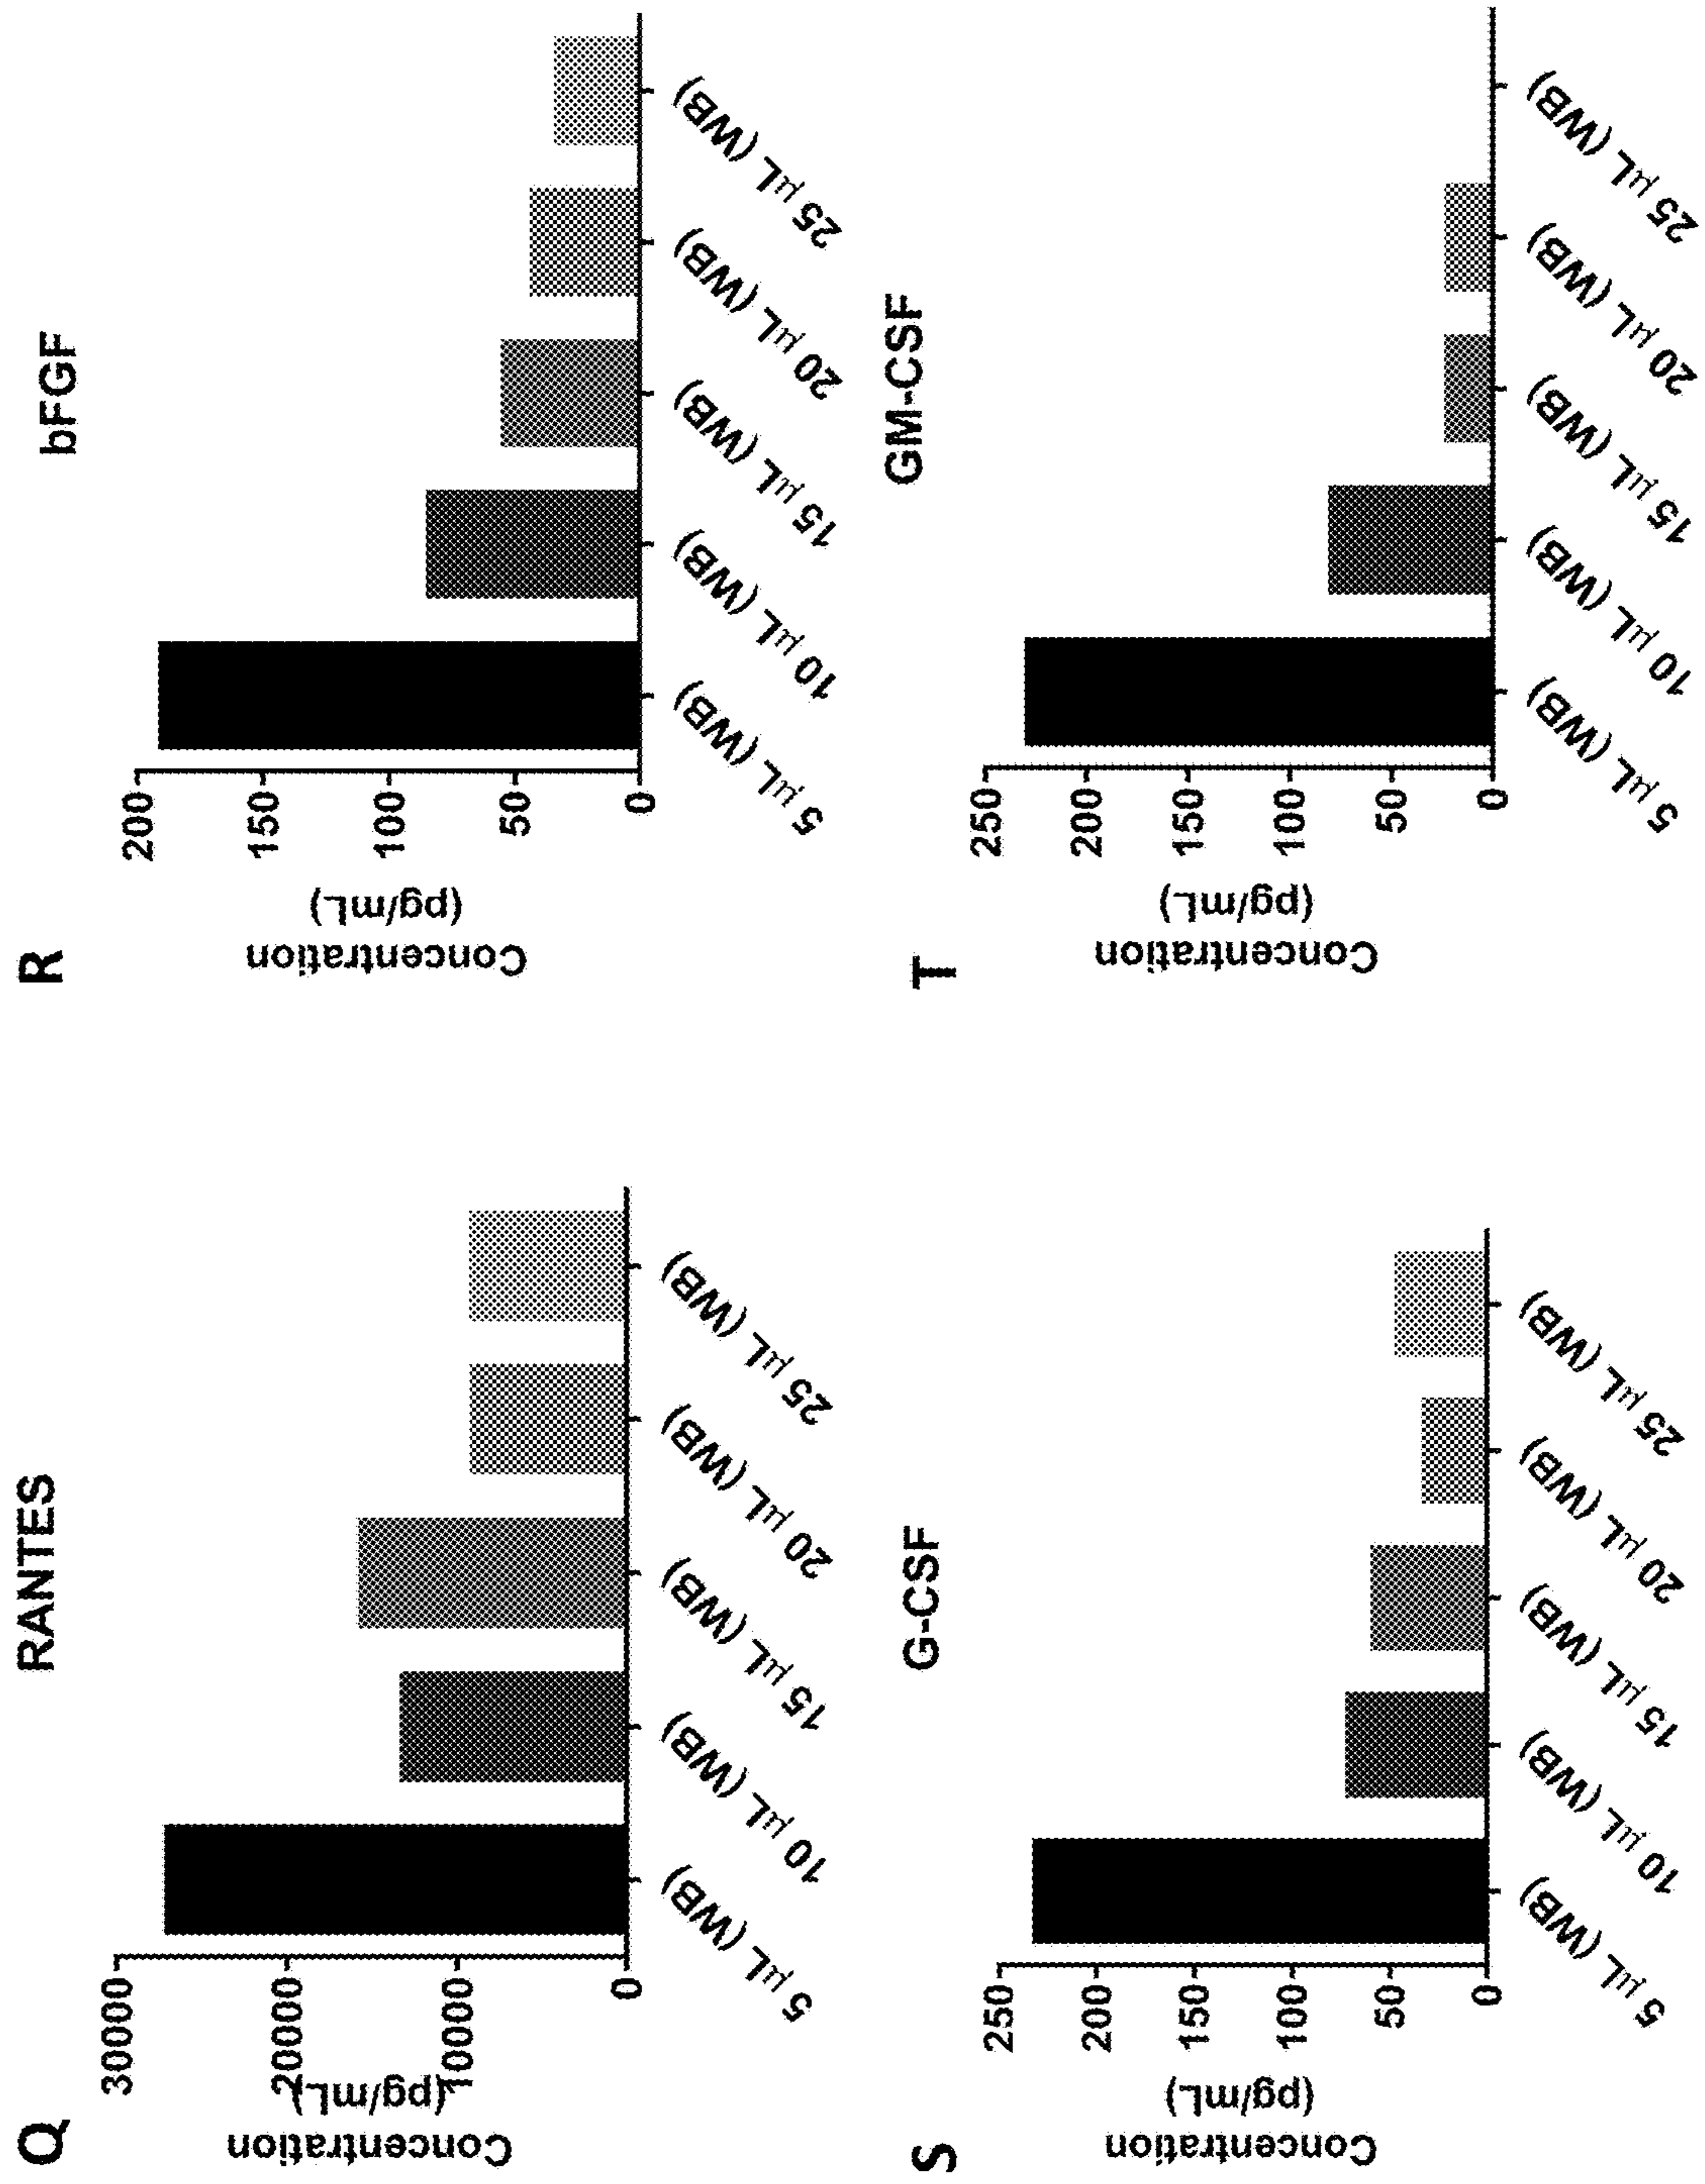 Q
RANTES
Concentration
(pg/mL)
30000
20000
10000
0
5 µL (WB)
10 µL (WB)
15 µL (WB)
20 µL (WB)
25 µL (WB)
R
bFGF
Concentration
(pg/mL)
200
150
100
50
0
5 µL (WB)
10 µL (WB)
15 µL (WB)
20 µL (WB)
25 µL (WB)
S
G-CSF
Concentration
(pg/mL)
250
200
150
100
50
0
5 µL (WB)
10 µL (WB)
15 µL (WB)
20 µL (WB)
25 µL (WB)
T
GM-CSF
Concentration
(pg/mL)
250
200
150
100
50
0
5 µL (WB)
10 µL (WB)
15 µL (WB)
20 µL (WB)
25 µL (WB)